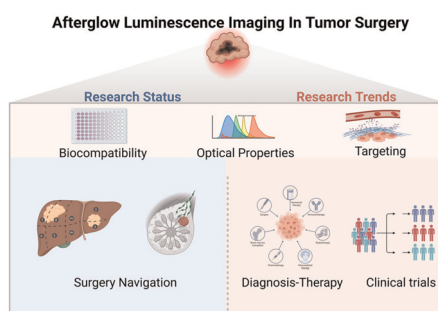 Afterglow Luminescence Imaging In Tumor Surgery
Research Status
Research Trends
Biocompatibility
Optical Properties
Targeting
Surgery Navigation
Diagnosis-Therapy
Clinical trials